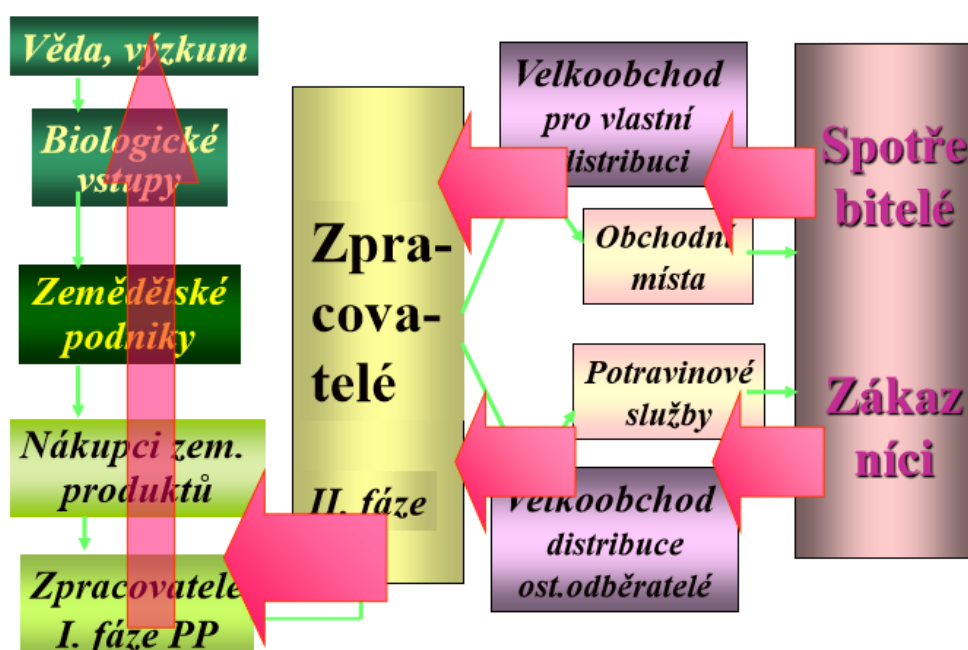 Věda, výzkum
Biologické
vstupy
Zemědělské
podniky
Nákupci zem.
produktů
Zpracovatelé
I. fáze PP
Zpra-
cova-
telé
II. fáze
Velkoobchod
pro vlastní
distribuci
Obchodní
místa
Potravinové
služby
Velkoobchod
distribuce
ost.odběratelé
Spotře
bitelé
Zákaz
níci